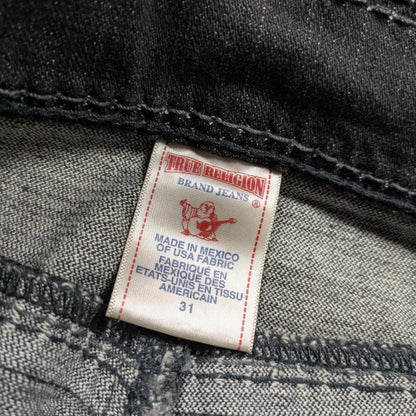 TRUE RELIGION
BRAND JEANS
®
MADE IN MEXICO
OF USA FABRIC
FABRIQUÉ EN
MEXIQUE DES
ETATS-UNIS EN TISSU
AMERICAIN
31